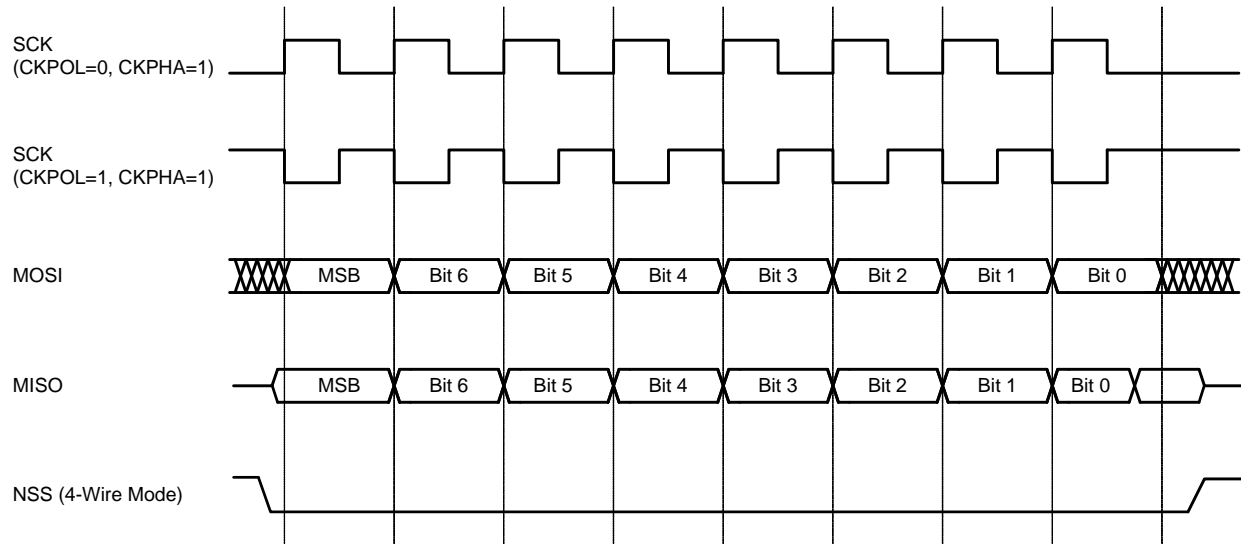 SCK
(CKPOL=0, CKPHA=1)
SCK
(CKPOL=1, CKPHA=1)
MOSI MSB Bit 6 Bit 5 Bit 4 Bit 3 Bit 2 Bit 1 Bit 0
MISO MSB Bit 6 Bit 5 Bit 4 Bit 3 Bit 2 Bit 1 Bit 0
NSS (4-Wire Mode)